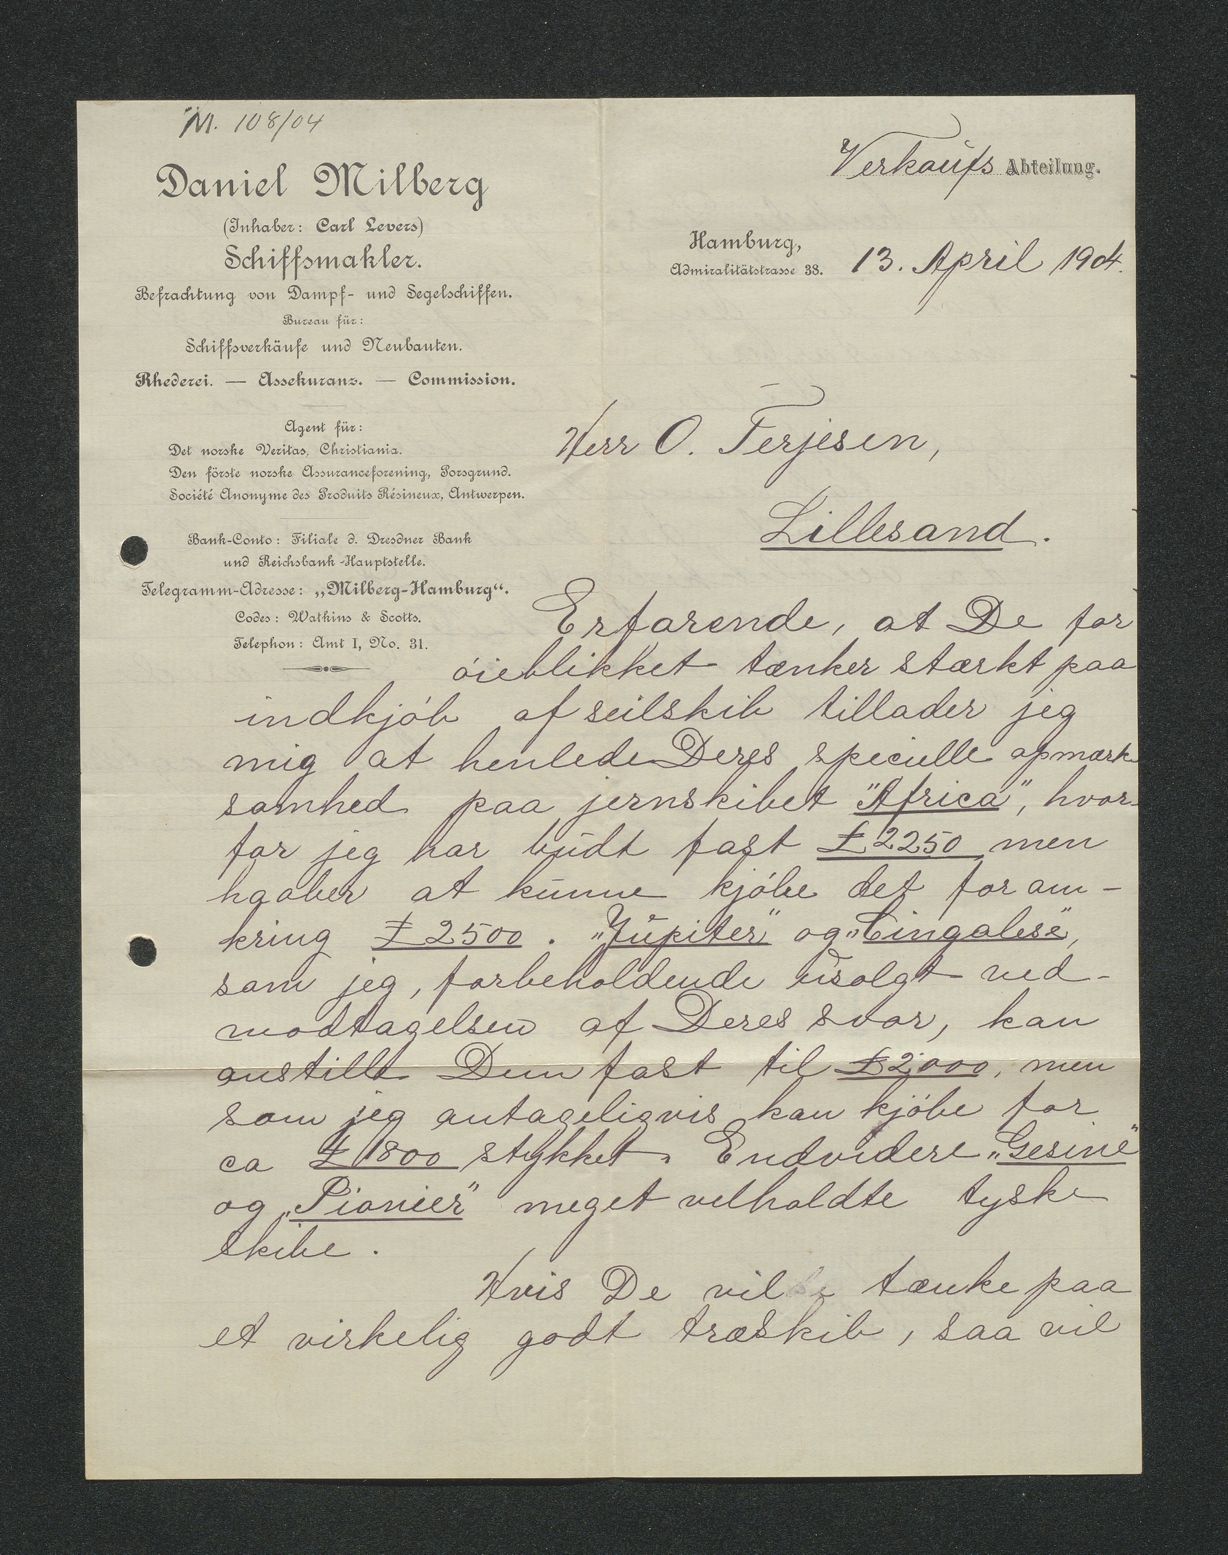 M. 108/04
Daniel Milberg
(Inhaber: Carl Levers)
Schiffsmakler.
Befrachtung von Dampf- und Segelschiffen.
Bureau für:
Schiffsverkäufe und Neubauten.
Rhederei. — Assekuranz. — Commission.
Agent für:
Det norske Veritas, Christiania.
Den förste norske Assuranceforening, Porsgrund.
Société Anonyme des Produits Résineux, Antwerpen.
Bank-Conto: Filiale d. Dresdner Bank
und Reichsbank-Hauptstelle.
Telegramm-Adresse: „Milberg-Hamburg“.
Codes: Watkins & Scotts.
Telephon: Amt I, No. 31.
Verkaufs Abteilung.
Hamburg,
Admiralitätstrasse 38. 13. April 1904.
Herr O. Terjesen,
Lillesand.
Erfarende, at De for
öieblikket tænker stærkt paa
indkjöb af seilskib tillader jeg
mig at henlede Deres specielle opmærk
somhed paa jernskibet "Africa", hvor-
for jeg har budt fast £2250 men
haaber at kunne kjöbe det for om-
kring £2500. „Jupiter" og „Cingalese",
som jeg, forbeholdende usolgt ved-
modtagelsen af Deres svar, kan
anstille Dem fast til £2000, men
som jeg antageligvis kan kjöbe for
ca £1800 stykket. Endvidere „Gesine"
og „Pionier" meget velholdte tyske
skibe.
Hvis De vil tænke paa
et virkelig godt træskib, saa vil